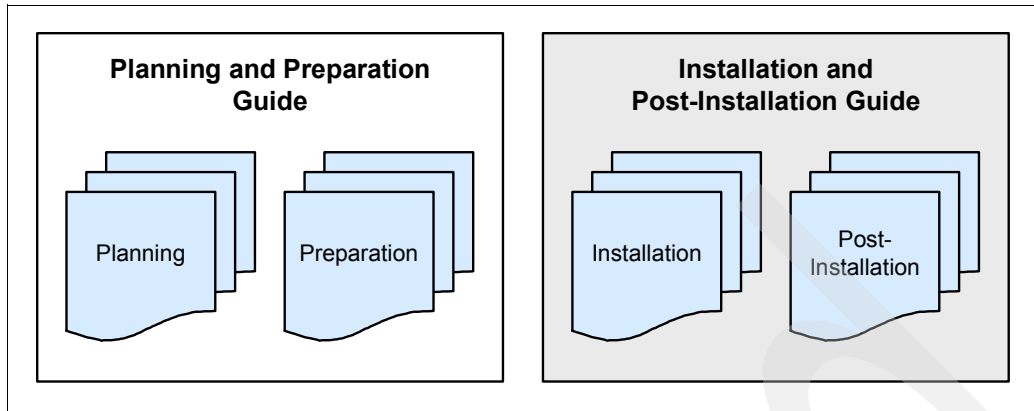 Planning and Preparation
Guide
Planning
Preparation
Installation and
Post-Installation Guide
Installation
Post-
Installation